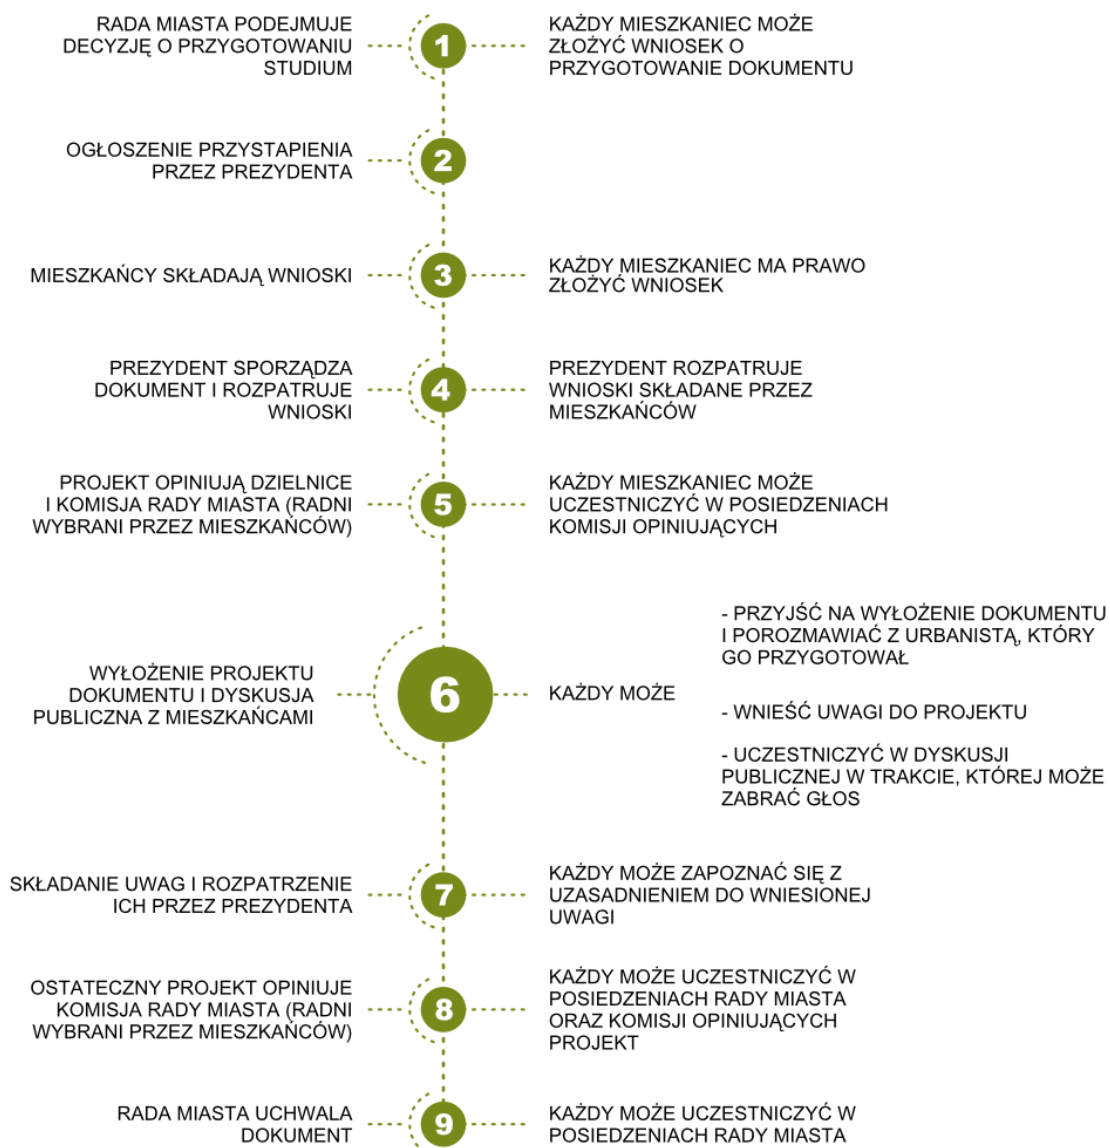 RADA MIASTA PODEJMUJE
DECYZJĘ O PRZYGOTOWANIU
STUDIUM
1
KAŻDY MIESZKANIEC MOŻE
ZŁOŻYĆ WNIOSEK O
PRZYGOTOWANIE DOKUMENTU
OGŁOSZENIE PRZYSTAPIENIA
PRZEZ PREZYDENTA
2
MIESZKAŃCY SKŁADAJĄ WNIOSKI
3
KAŻDY MIESZKANIEC MA PRAWO
ZŁOŻYĆ WNIOSEK
PREZYDENT SPORZĄDZA
DOKUMENT I ROZPATRUJE
WNIOSKI
4
PREZYDENT ROZPATRUJE
WNIOSKI SKŁADANE PRZEZ
MIESZKAŃCÓW
PROJEKT OPINIUJĄ DZIELNICE
I KOMISJA RADY MIASTA (RADNI
WYBRANI PRZEZ MIESZKAŃCÓW)
5
KAŻDY MIESZKANIEC MOŻE
UCZESTNICZYĆ W POSIEDZENIACH
KOMISJI OPINIUJĄCYCH
WYŁOŻENIE PROJEKTU
DOKUMENTU I DYSKUSJA
PUBLICZNA Z MIESZKAŃCAMI
6
KAŻDY MOŻE
- PRZYJŚĆ NA WYŁOŻENIE DOKUMENTU
I POROZMAWIAĆ Z URBANISTĄ, KTÓRY
GO PRZYGOTOWAŁ
- WNIEŚĆ UWAGI DO PROJEKTU
- UCZESTNICZYĆ W DYSKUSJI
PUBLICZNEJ W TRAKCIE, KTÓREJ MOŻE
ZABRAĆ GŁOS
SKŁADANIE UWAG I ROZPATRZENIE
ICH PRZEZ PREZYDENTA
7
KAŻDY MOŻE ZAPOZNAĆ SIĘ Z
UZASADNIENIEM DO WNIESIONEJ
UWAGI
OSTATECZNY PROJEKT OPINIUJE
KOMISJA RADY MIASTA (RADNI
WYBRANI PRZEZ MIESZKAŃCÓW)
8
KAŻDY MOŻE UCZESTNICZYĆ W
POSIEDZENIACH RADY MIASTA
ORAZ KOMISJI OPINIUJĄCYCH
PROJEKT
RADA MIASTA UCHWALA
DOKUMENT
9
KAŻDY MOŻE UCZESTNICZYĆ W
POSIEDZENIACH RADY MIASTA